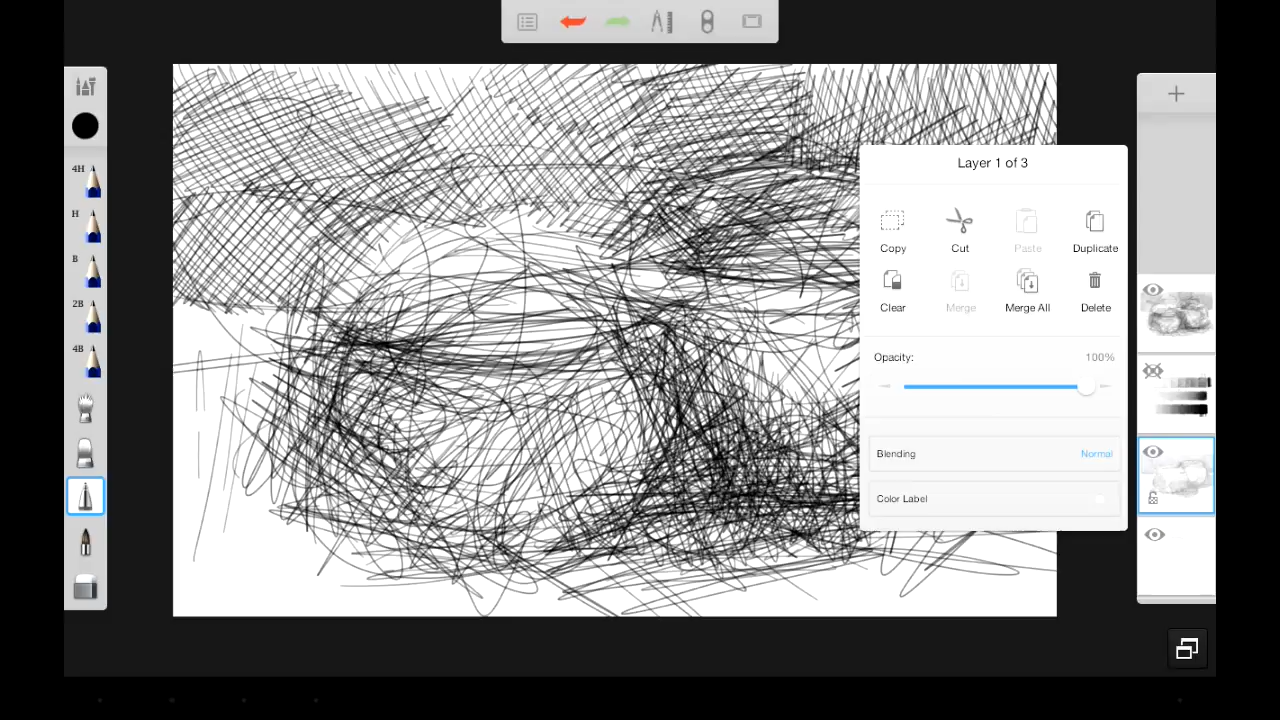 Layer 1 of 3
4H
H
B
2B
4B
Copy Cut Paste Duplicate
Clear Merge Merge All Delete
Opacity: 100%
Blending Normal
Color Label